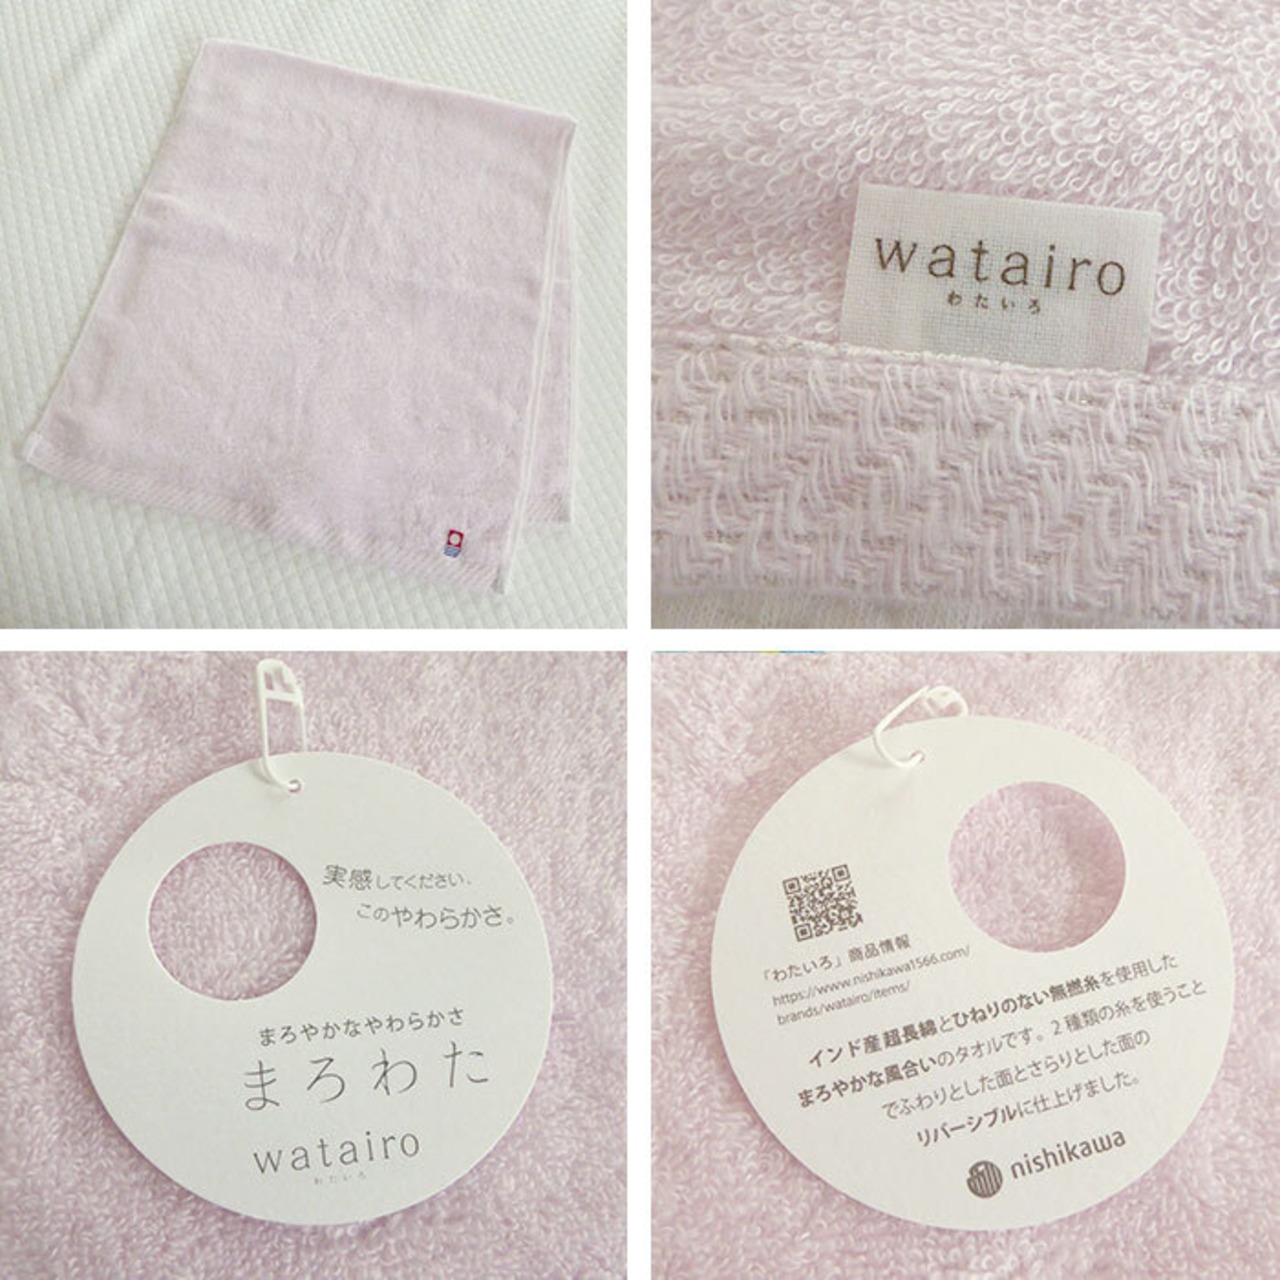 watairo
わたいろ
実感してください、
このやわらかさ。
まろやかなやわらかさ
まろわた
watairo
わたいろ
「わたいろ」商品情報
https://www.nishikawa1566.com/
brands/watairo/items/
インド産超長綿とひねりのない無撚糸を使用した
まろやかな風合いのタオルです。2種類の糸を使うこと
でふわりとした面とさらりとした面の
リバーシブルに仕上げました。
nishikawa